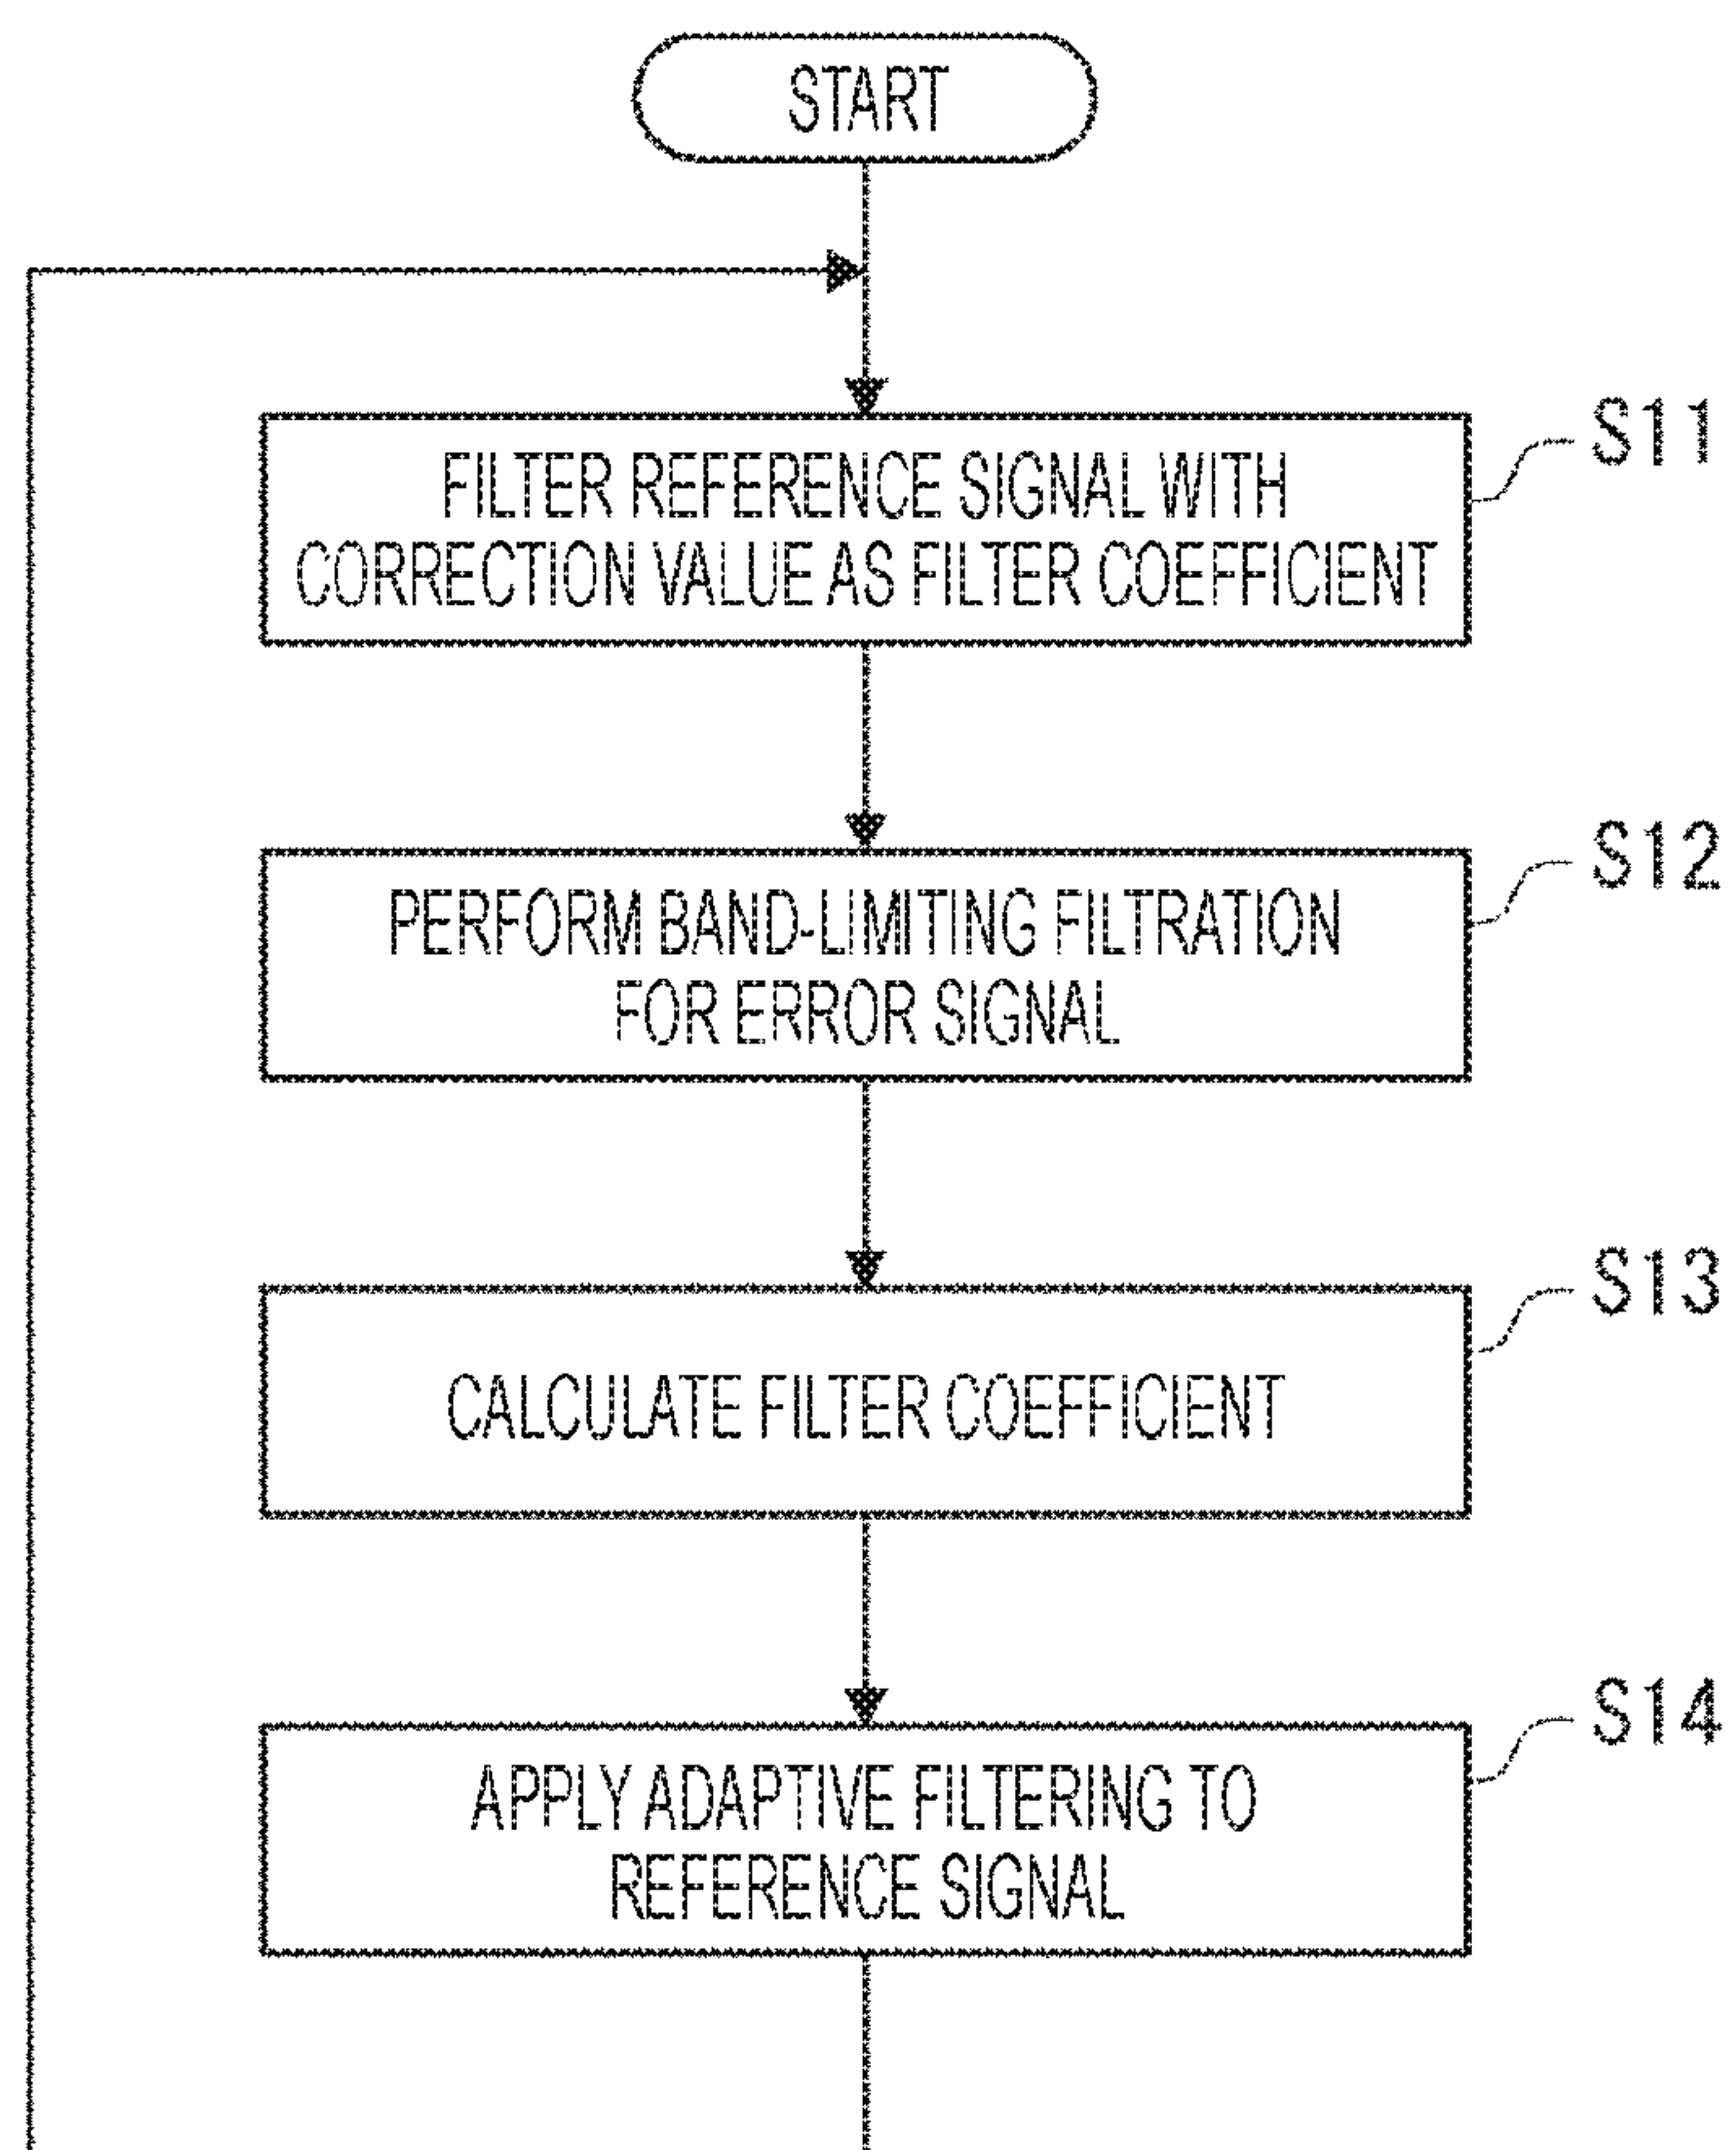 START
S11
FILTER REFERENCE SIGNAL WITH
CORRECTION VALUE AS FILTER COEFFICIENT
S12
PERFORM BAND-LIMITING FILTRATION
FOR ERROR SIGNAL
S13
CALCULATE FILTER COEFFICIENT
S14
APPLY ADAPTIVE FILTERING TO
REFERENCE SIGNAL